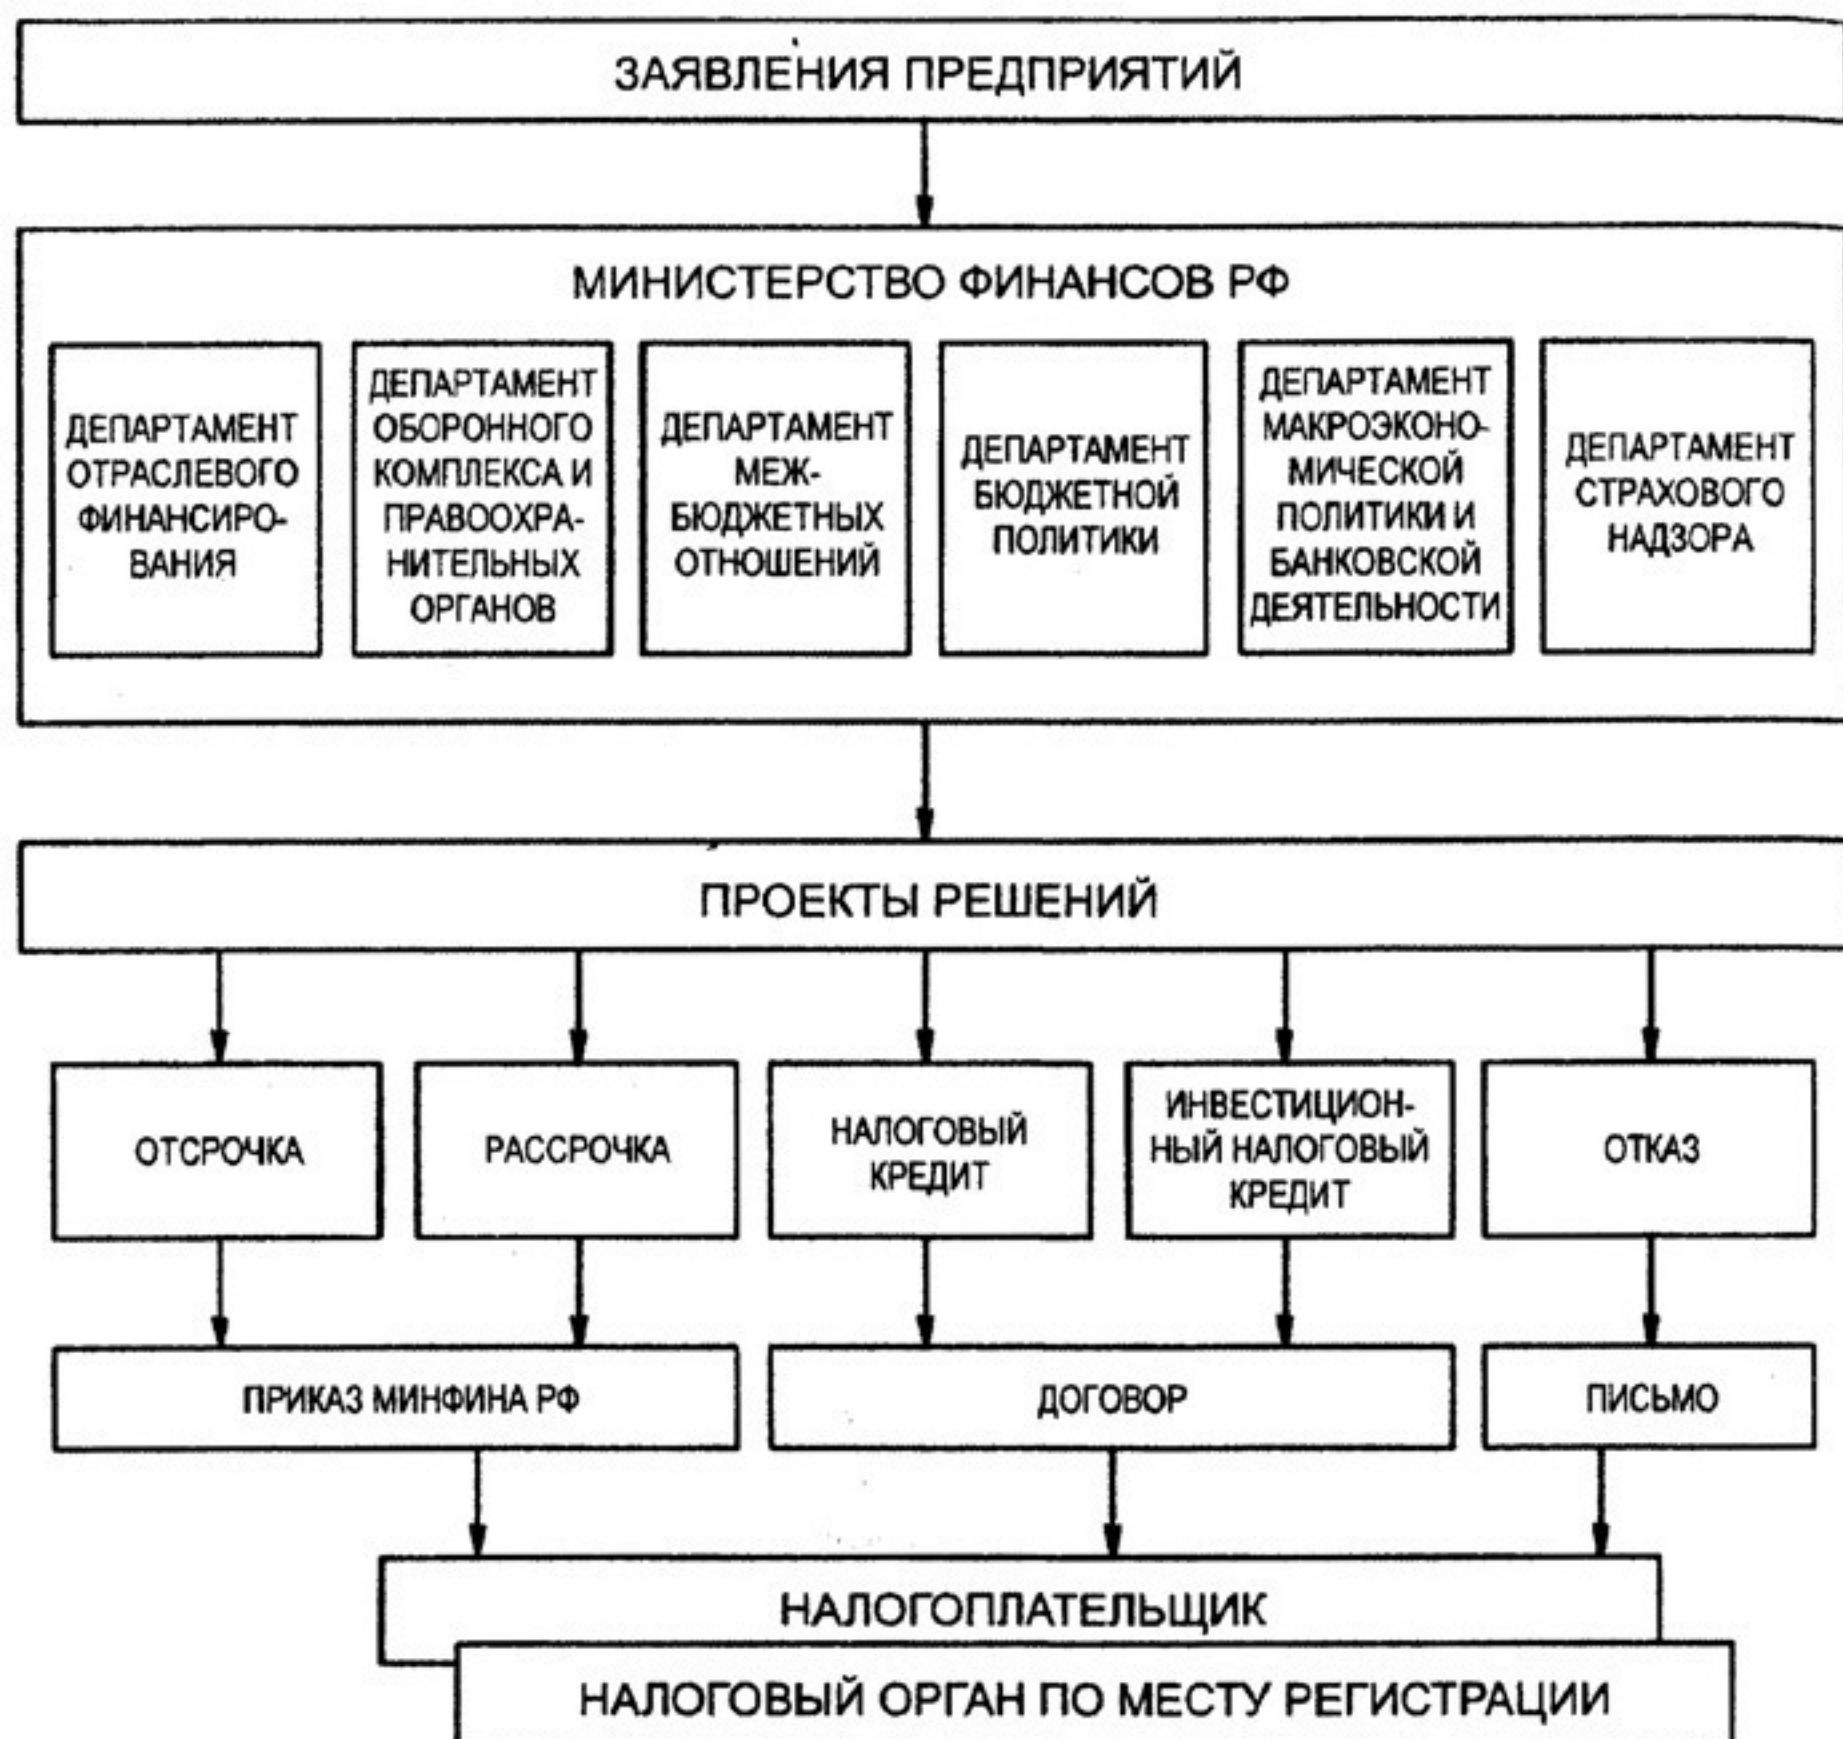 ЗАЯВЛЕНИЯ ПРЕДПРИЯТИЙ
МИНИСТЕРСТВО ФИНАНСОВ РФ
ДЕПАРТАМЕНТ
ОТРАСЛЕВОГО
ФИНАНСИРО-
ВАНИЯ
ДЕПАРТАМЕНТ
ОБОРОННОГО
КОМПЛЕКСА И
ПРАВООХРА-
НИТЕЛЬНЫХ
ОРГАНОВ
ДЕПАРТАМЕНТ
МЕЖ-
БЮДЖЕТНЫХ
ОТНОШЕНИЙ
ДЕПАРТАМЕНТ
БЮДЖЕТНОЙ
ПОЛИТИКИ
ДЕПАРТАМЕНТ
МАКРОЭКОНО-
МИЧЕСКОЙ
ПОЛИТИКИ И
БАНКОВСКОЙ
ДЕЯТЕЛЬНОСТИ
ДЕПАРТАМЕНТ
СТРАХОВОГО
НАДЗОРА
ПРОЕКТЫ РЕШЕНИЙ
ОТСРОЧКА
РАССРОЧКА
НАЛОГОВЫЙ
КРЕДИТ
ИНВЕСТИЦИОН-
НЫЙ НАЛОГОВЫЙ
КРЕДИТ
ОТКАЗ
ПРИКАЗ МИНФИНА РФ
ДОГОВОР
ПИСЬМО
НАЛОГОПЛАТЕЛЬЩИК
НАЛОГОВЫЙ ОРГАН ПО МЕСТУ РЕГИСТРАЦИИ